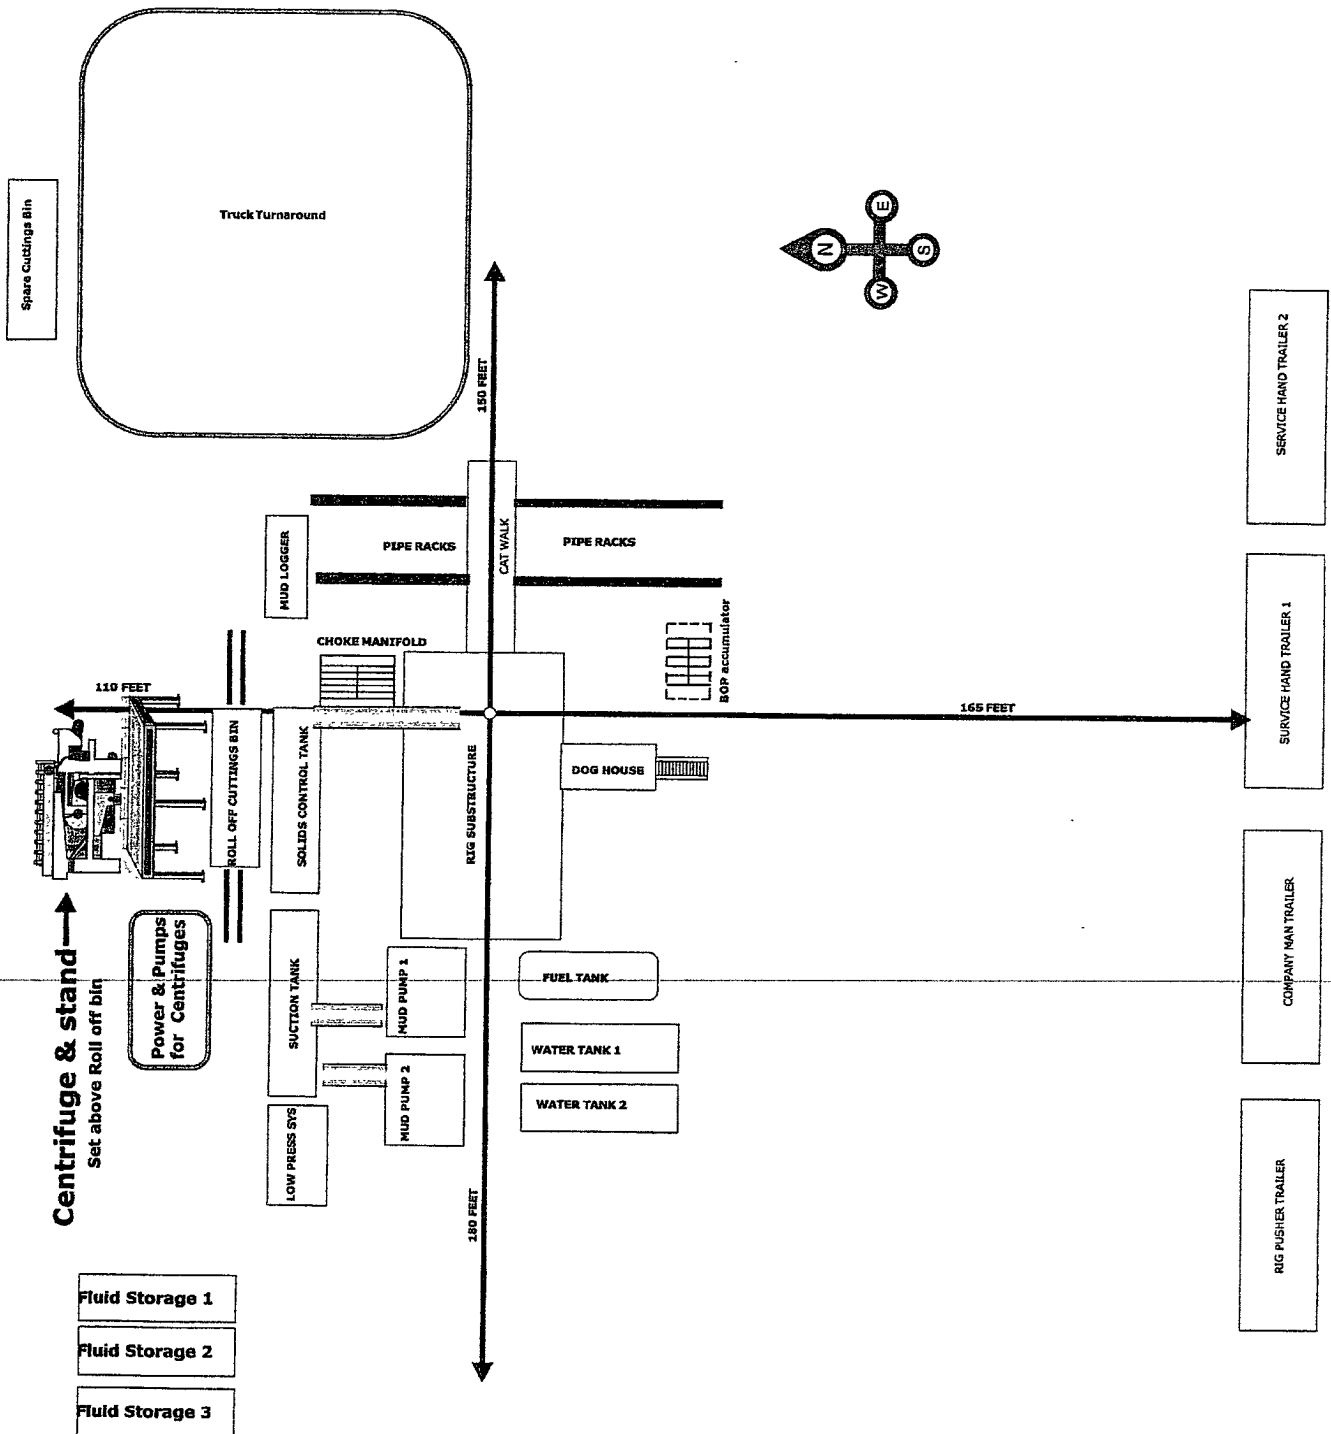 Spare Cuttings Bin
Truck Turnaround
N
E
W
S
150 FEET
SERVICE HAND TRAILER 2
MUD LOGGER
PIPE RACKS
CAT WALK
PIPE RACKS
CHOKE MANIFOLD
BOP accumulator
SURVICE HAND TRAILER 1
110 FEET
165 FEET
ROLL OFF CUTTINGS BIN
SOLIDS CONTROL TANK
RIG SUBSTRUCTURE
DOG HOUSE
Centrifuge & stand
Set above Roll off bin
Power & Pumps
for Centrifuges
SUCTION TANK
MUD PUMP 1
FUEL TANK
COMPANY MAN TRAILER
WATER TANK 1
MUD PUMP 2
WATER TANK 2
LOW PRESS SYS
180 FEET
RIG PUSHER TRAILER
Fluid Storage 1
Fluid Storage 2
Fluid Storage 3